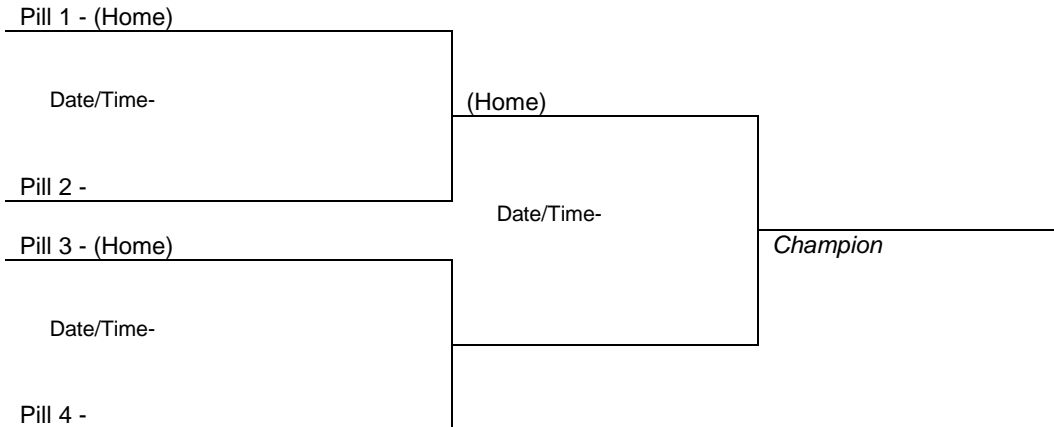 Pill 1 - (Home)
Date/Time-
(Home)
Pill 2 -
Date/Time-
Pill 3 - (Home)
Champion
Date/Time-
Pill 4 -